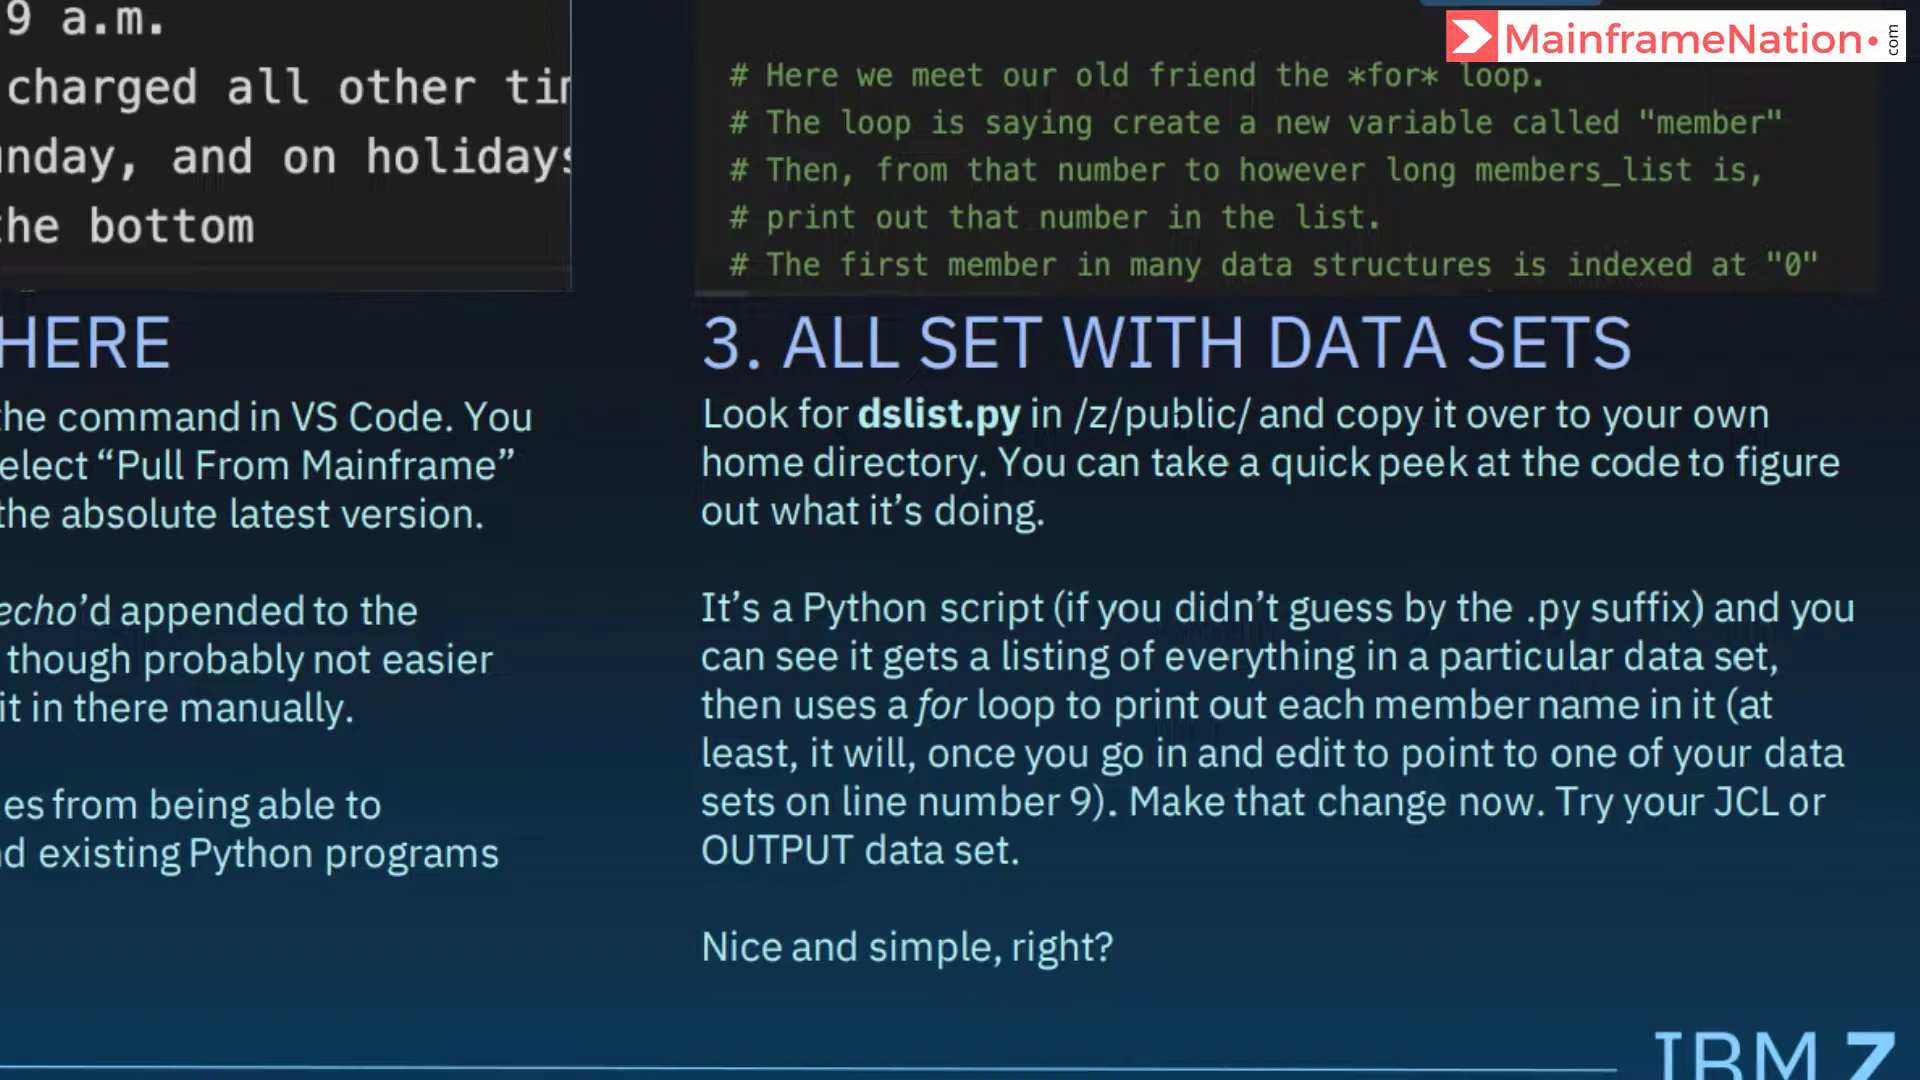 9 a.m.
charged all other
and on holidays
the bottom
MainframeNation.com
# Here we meet our old friend the *for* loop.
# The loop is saying create a new variable called "member"
# Then, from that number to however long members_list is,
# print out that number in the list.
# The first member in many data structures is indexed at "0"
HERE
the command in VS Code. You
elect “Pull From Mainframe”
the absolute latest version.
echo’d appended to the
though probably not easier
it in there manually.
es from being able to
d existing Python programs
3. ALL SET WITH DATA SETS
Look for dslist.py in /z/public/ and copy it over to your own
home directory. You can take a quick peek at the code to figure
out what it’s doing.
It’s a Python script (if you didn’t guess by the .py suffix) and you
can see it gets a listing of everything in a particular data set,
then uses a for loop to print out each member name in it (at
least, it will, once you go in and edit to point to one of your data
sets on line number 9). Make that change now. Try your JCL or
OUTPUT data set.
Nice and simple, right?
IBM Z